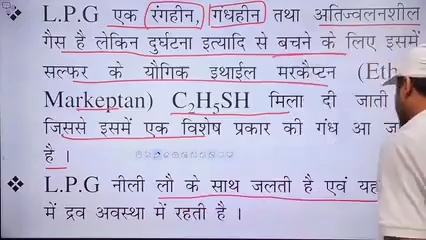 ❖ L.P.G एक रंगहीन, गंधहीन तथा अतिज्वलनशील
गैस है लेकिन दुर्घटना इत्यादि से बचने के लिए इसमें
सल्फर के यौगिक इथाईल मरकैप्टन (Eth
Markeptan) C₂H₅SH मिला दी जाती
जिससे इसमें एक विशेष प्रकार की गंध आ ज
है ।
❖ L.P.G नीली लौ के साथ जलती है एवं यह
में द्रव अवस्था में रहती है ।